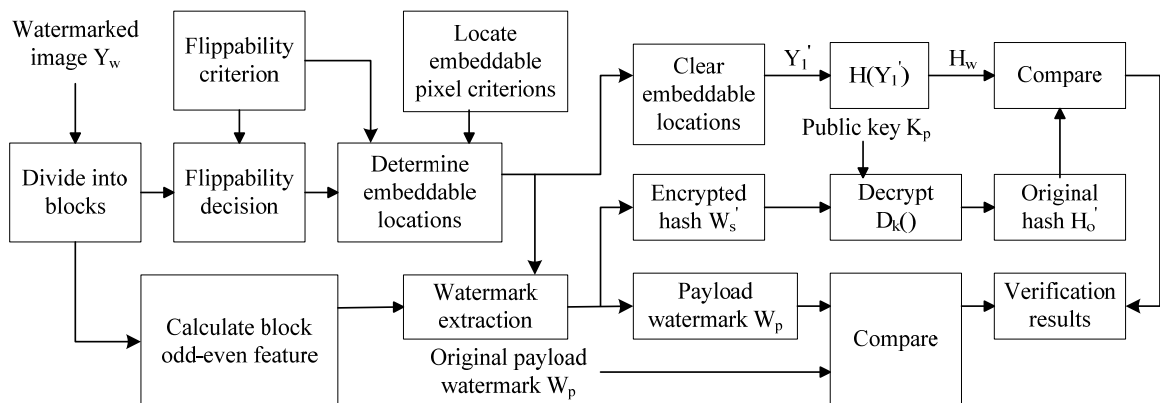 Watermarked
image Y_w
Flippability
criterion
Locate
embeddable
pixel criterions
Clear
embeddable
locations
Y_1'
H(Y_1')
H_w
Compare
Public key K_p
Divide into
blocks
Flippability
decision
Determine
embeddable
locations
Encrypted
hash W_s'
Decrypt
D_k()
Original
hash H_o'
Calculate block
odd-even feature
Watermark
extraction
Payload
watermark W_p
Compare
Verification
results
Original payload
watermark W_p